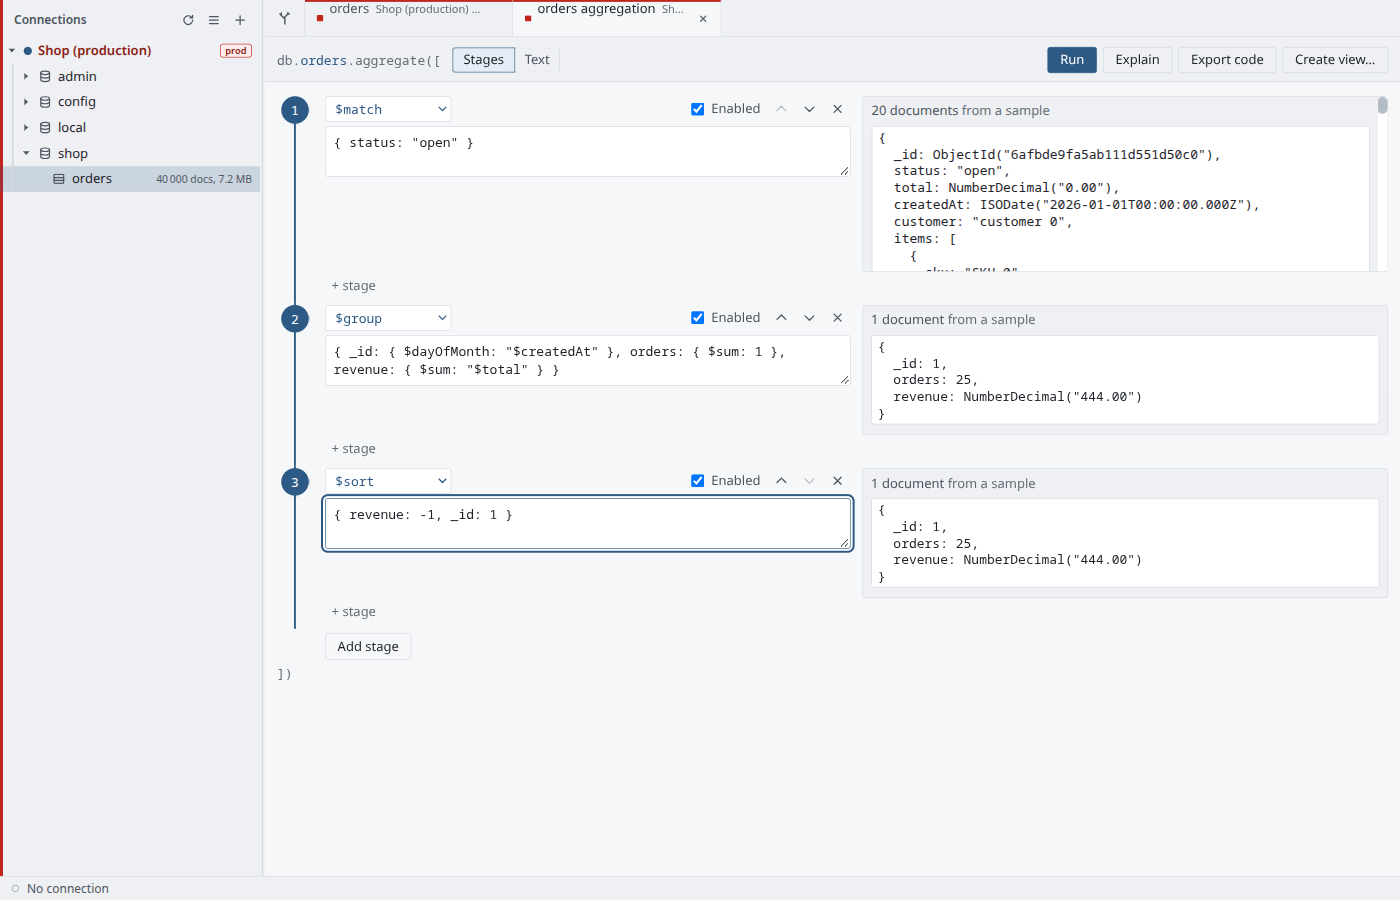 Connections
Shop (production) prod
admin
config
local
shop
orders 40 000 docs, 7.2 MB
orders Shop (production) ...
orders aggregation Sh...
db.orders.aggregate([ Stages Text Run Explain Export code Create view...
1 $match Enabled
{ status: "open" }
20 documents from a sample
{
_id: ObjectId("6afbde9fa5ab111d551d50c0"),
status: "open",
total: NumberDecimal("0.00"),
createdAt: ISODate("2026-01-01T00:00:00.000Z"),
customer: "customer 0",
items: [
{
sku: "SKU-0"
+ stage
2 $group Enabled
{ _id: { $dayOfMonth: "$createdAt" }, orders: { $sum: 1 },
revenue: { $sum: "$total" } }
1 document from a sample
{
_id: 1,
orders: 25,
revenue: NumberDecimal("444.00")
}
+ stage
3 $sort Enabled
{ revenue: -1, _id: 1 }
1 document from a sample
{
_id: 1,
orders: 25,
revenue: NumberDecimal("444.00")
}
+ stage
Add stage
])
No connection